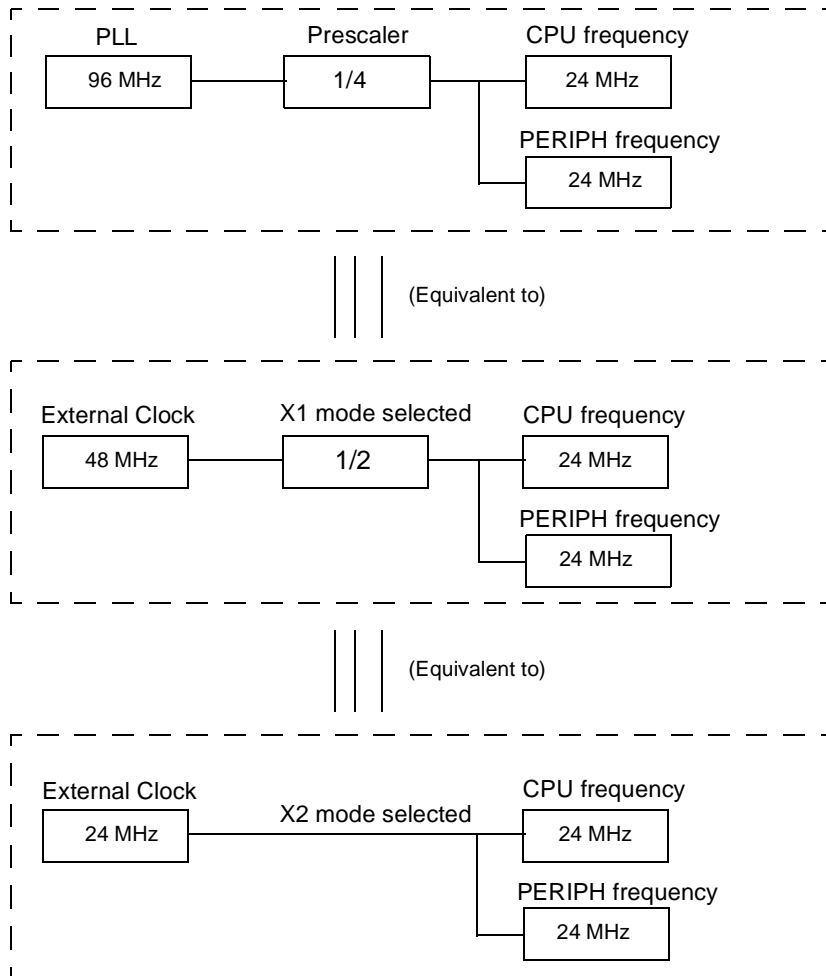 PLL Prescaler CPU frequency
96 MHz 1/4 24 MHz
PERIPH frequency
24 MHz
(Equivalent to)
External Clock X1 mode selected CPU frequency
48 MHz 1/2 24 MHz
PERIPH frequency
24 MHz
(Equivalent to)
External Clock CPU frequency
X2 mode selected
24 MHz 24 MHz
PERIPH frequency
24 MHz